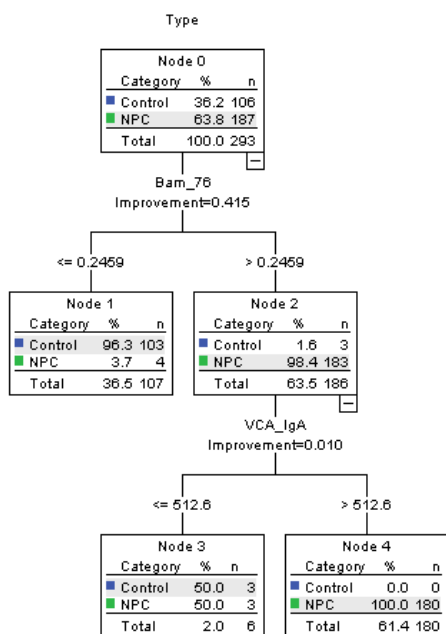 Type
Node 0
Category % n
Control 36.2 106
NPC 63.8 187
Total 100.0 293
Bam_76
Improvement=0.415
<= 0.2459
> 0.2459
Node 1
Category % n
Control 96.3 103
NPC 3.7 4
Total 36.5 107
Node 2
Category % n
Control 1.6 3
NPC 98.4 183
Total 63.5 186
VCA_IgA
Improvement=0.010
<= 512.6
> 512.6
Node 3
Category % n
Control 50.0 3
NPC 50.0 3
Total 2.0 6
Node 4
Category % n
Control 0.0 0
NPC 100.0 180
Total 61.4 180